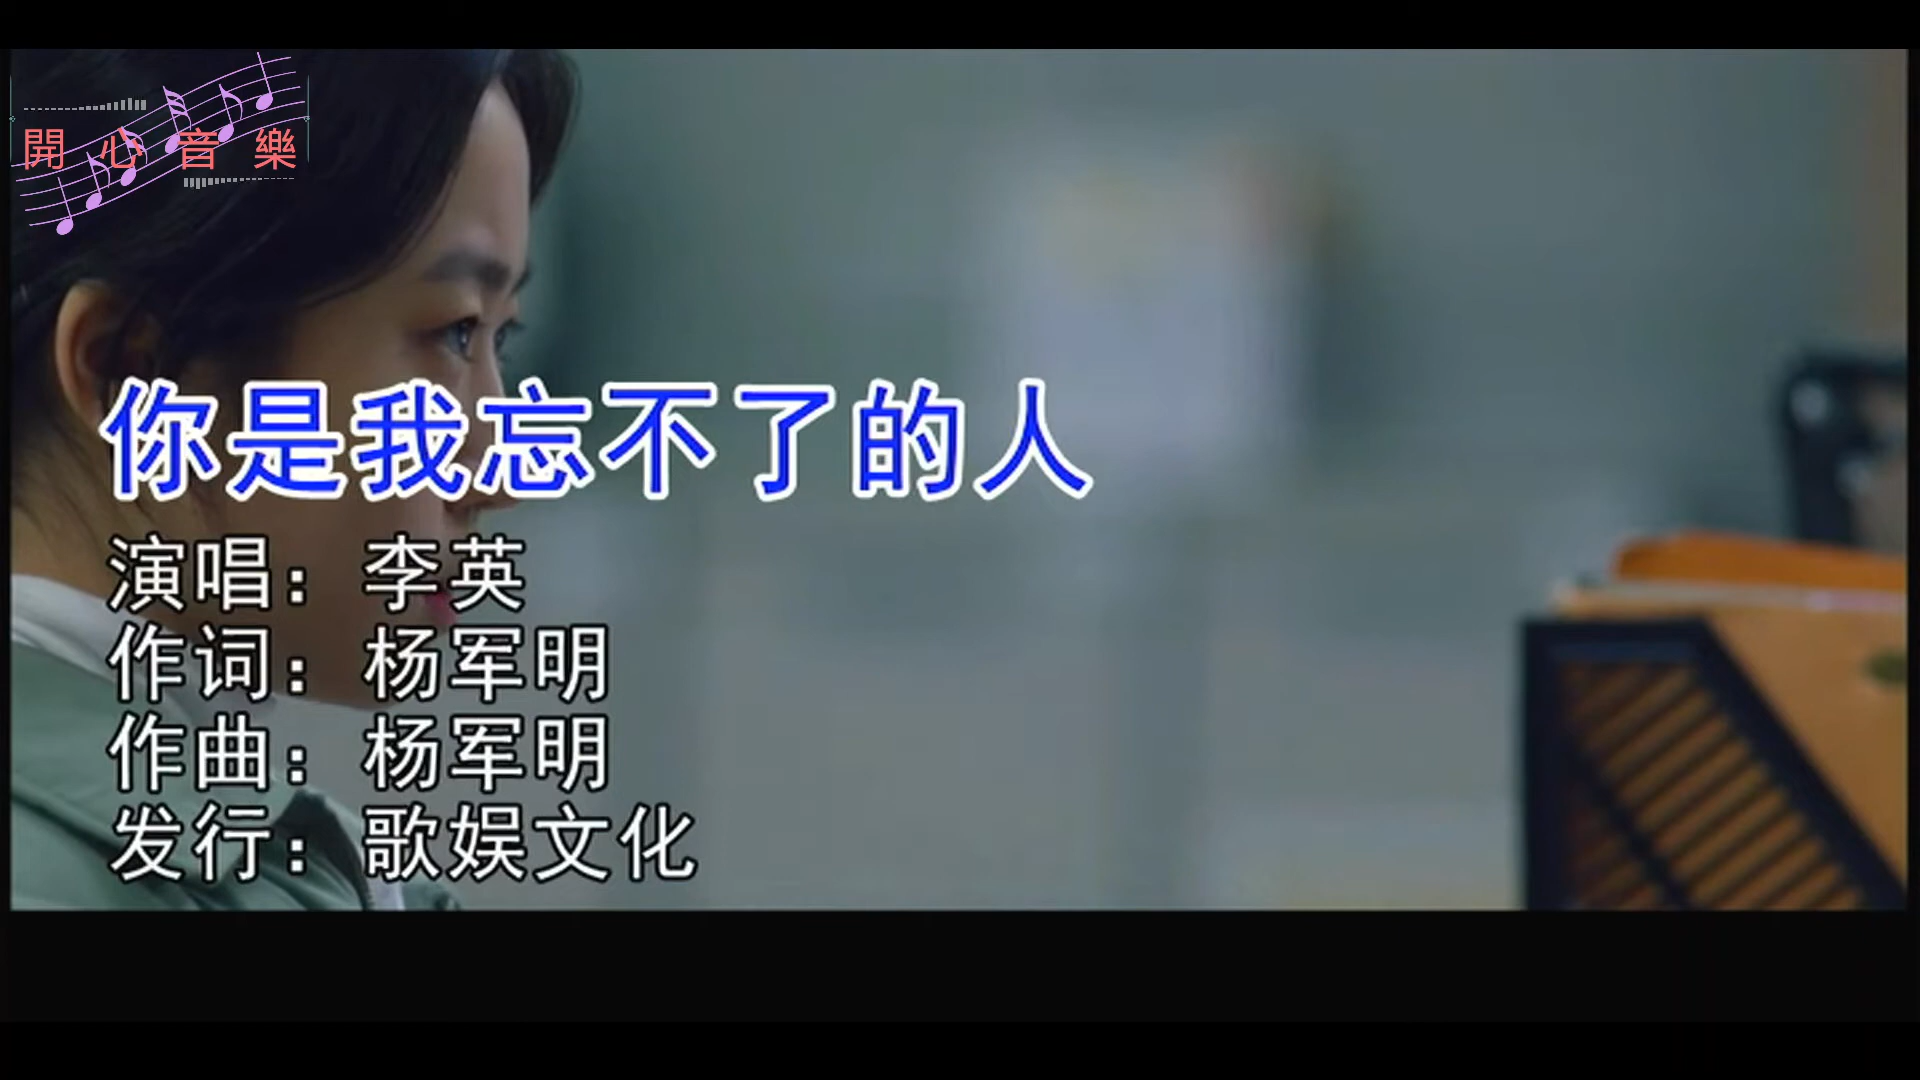 開心音樂
你是我忘不了的人
演唱：李英
作词：杨军明
作曲：杨军明
发行：歌娱文化